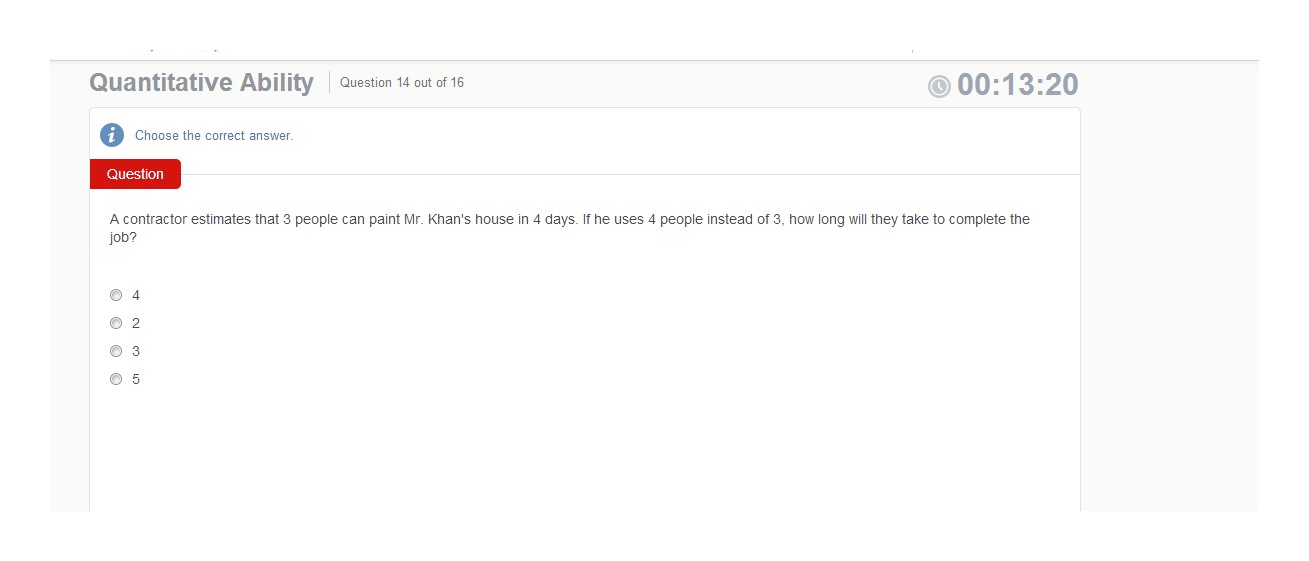 Quantitative Ability
Question 14 out of 16
00:13:20
Choose the correct answer.
Question
A contractor estimates that 3 people can paint Mr. Khan's house in 4 days. If he uses 4 people instead of 3, how long will they take to complete the
job?
4
2
3
5